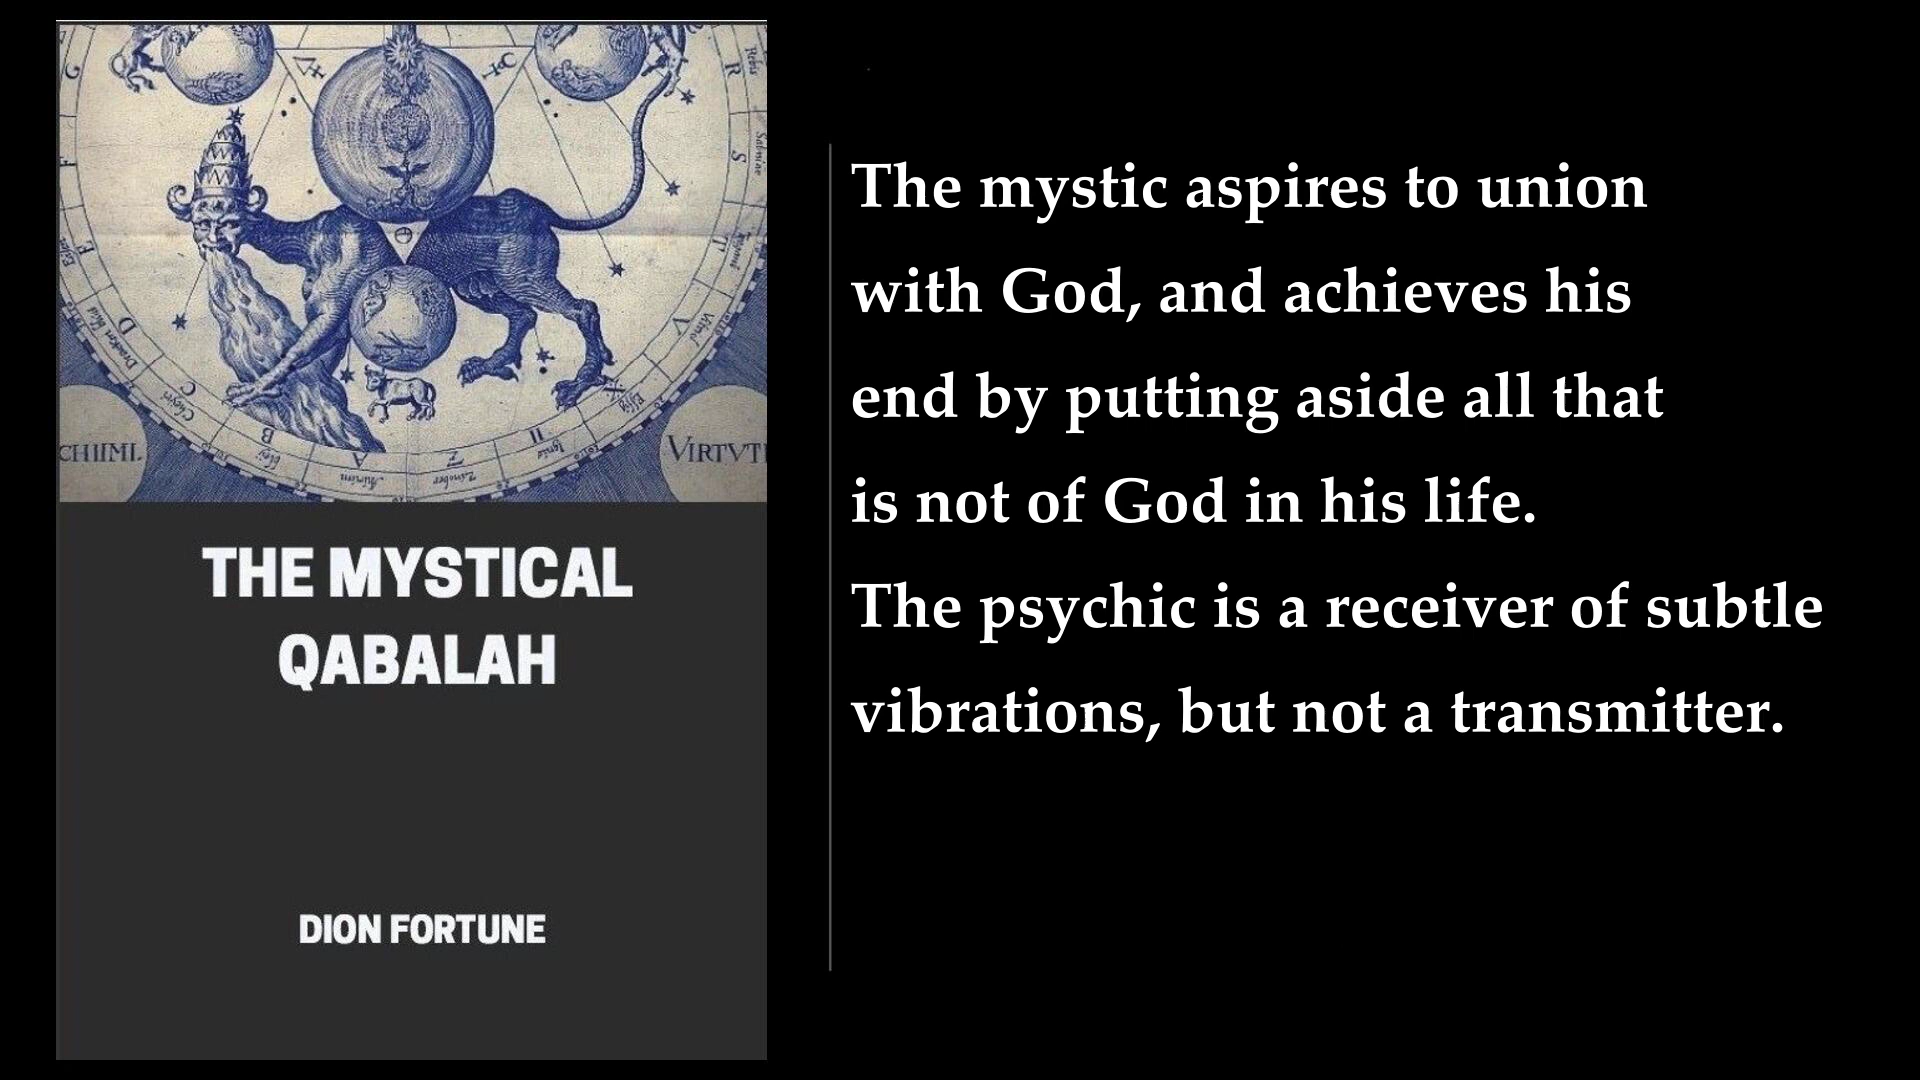 CHIIMI.
VIRTVTI
THE MYSTICAL
QABALAH
DION FORTUNE
The mystic aspires to union
with God, and achieves his
end by putting aside all that
is not of God in his life.
The psychic is a receiver of subtle
vibrations, but not a transmitter.